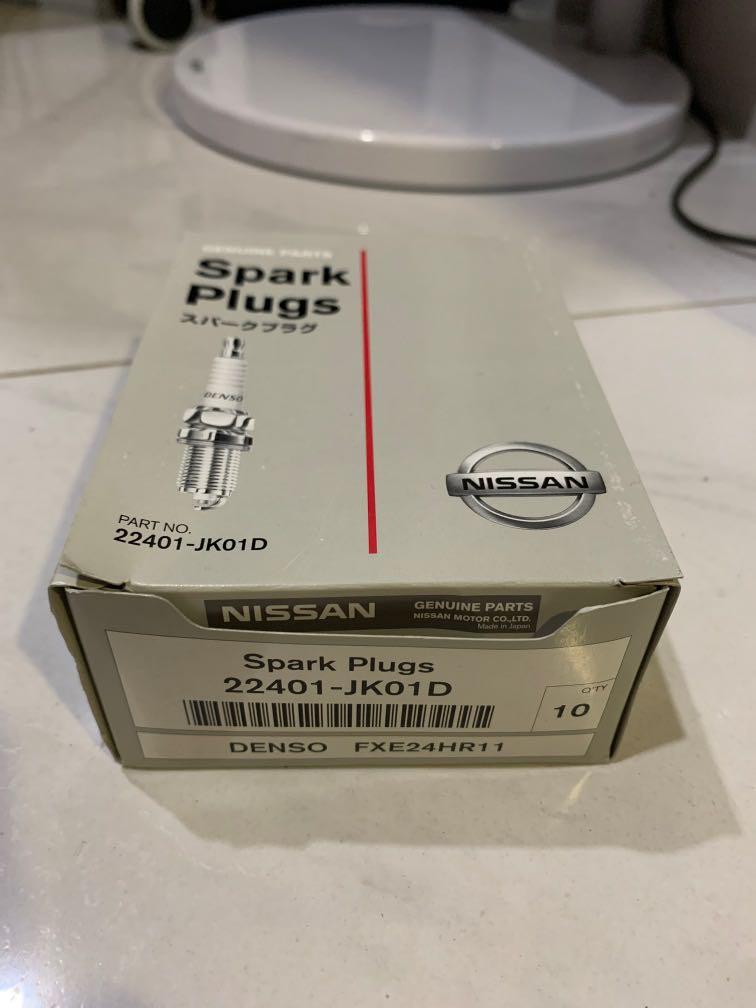 GENUINE PARTS
Spark
Plugs
スパークプラグ
DENSO
PART NO.
22401-JK01D
NISSAN
NISSAN
GENUINE PARTS
NISSAN MOTOR CO.,LTD.
Made in Japan
Spark Plugs
22401-JK01D
Q'TY
10
DENSO FXE24HR11